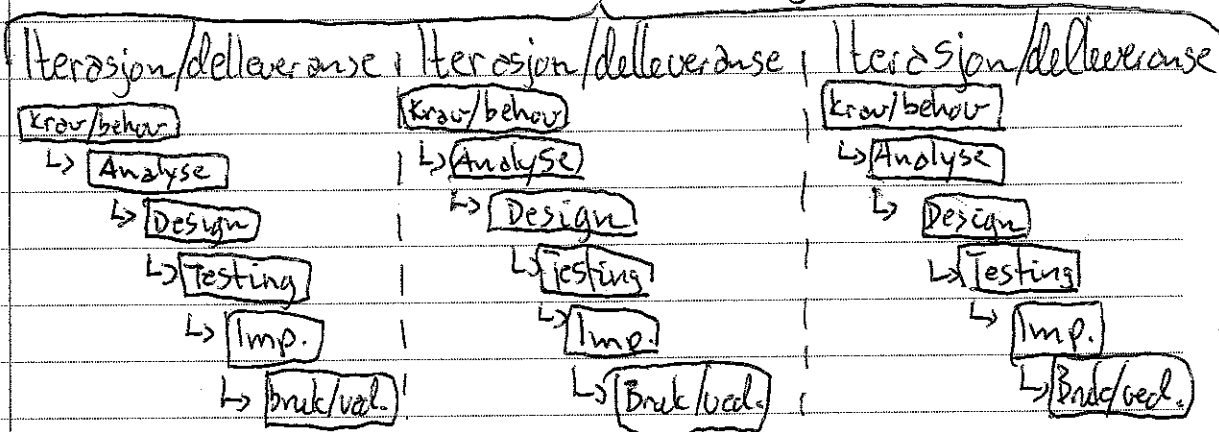 Iterasjon/delleveranse Iterasjon/delleveranse Iterasjon/delleveranse
Krav/behov Krav/behov Krav/behov
Analyse Analyse Analyse
Design Design Design
Testing Testing Testing
Imp. Imp. Imp.
bruk/ved. Bruk/ved. Bruk/ved.